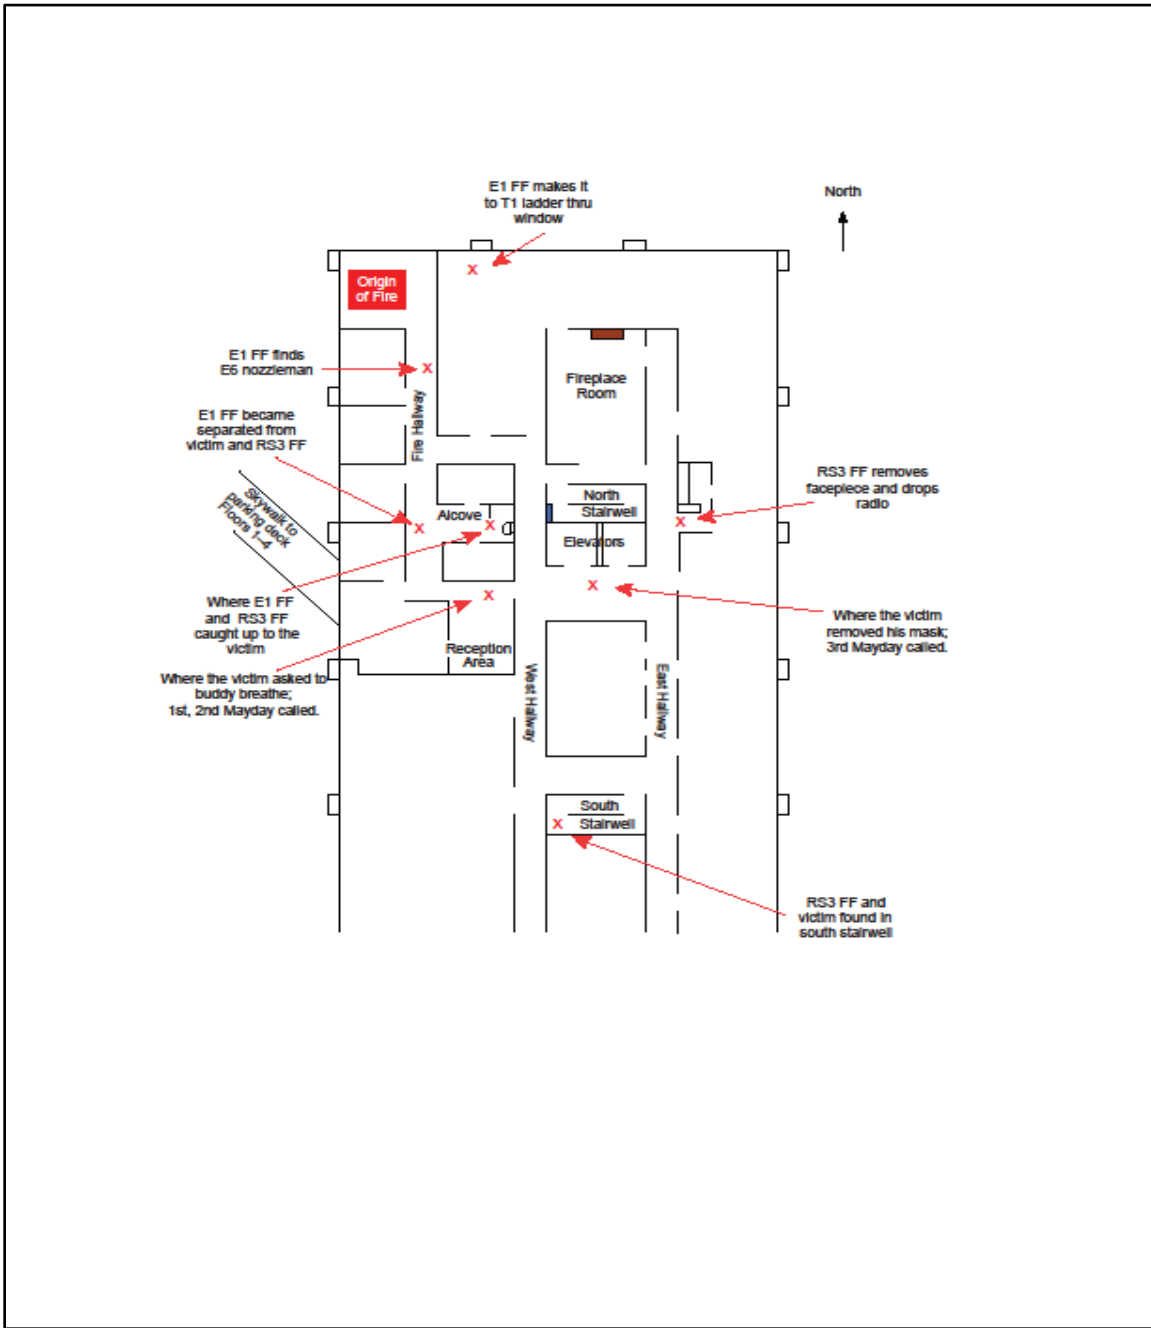 E1 FF makes it
to T1 ladder thru
window
North
Origin
of Fire
E1 FF finds
E6 nozzleman
Fireplace
Room
Fire Hallway
E1 FF became
separated from
victim and RS3 FF
RS3 FF removes
facepiece and drops
radio
Skywalk to
parking deck
Floors 1–4
Alcove
North
Stairwell
Elevators
Where E1 FF
and RS3 FF
caught up to the
victim
Where the victim
removed his mask;
3rd Mayday called.
Reception
Area
Where the victim asked to
buddy breathe;
1st, 2nd Mayday called.
West Hallway
East Hallway
South
Stairwell
RS3 FF and
victim found in
south stairwell
X
X
X
X
X
X
X
X